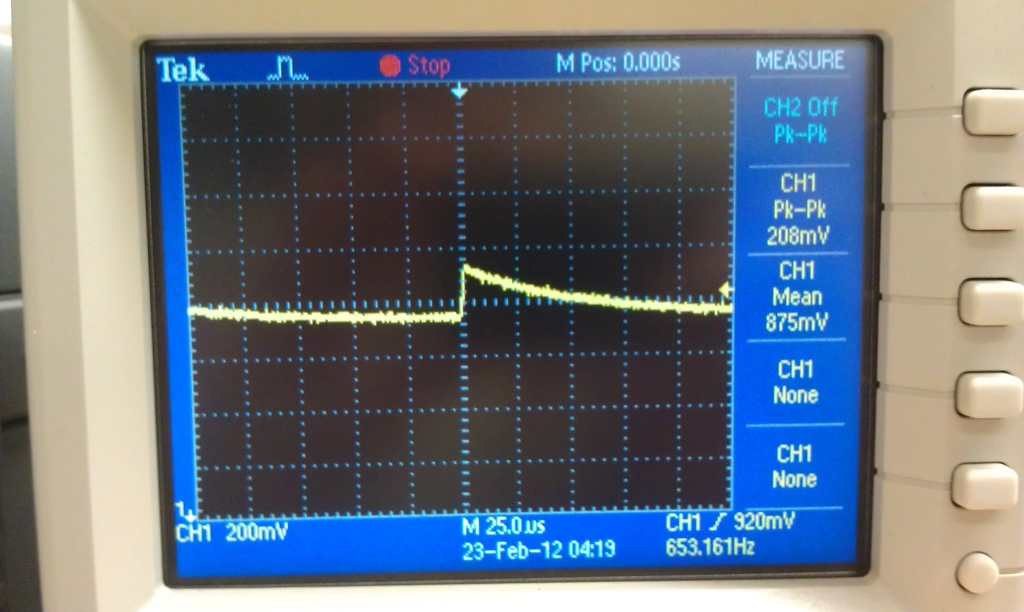 Tek Stop M Pos: 0.000s MEASURE
CH2 Off
Pk-Pk
CH1
Pk-Pk
208mV
CH1
Mean
875mV
CH1
None
CH1
None
1
CH1 200mV M 25.0us CH1 920mV
23-Feb-12 04:19 653.161Hz